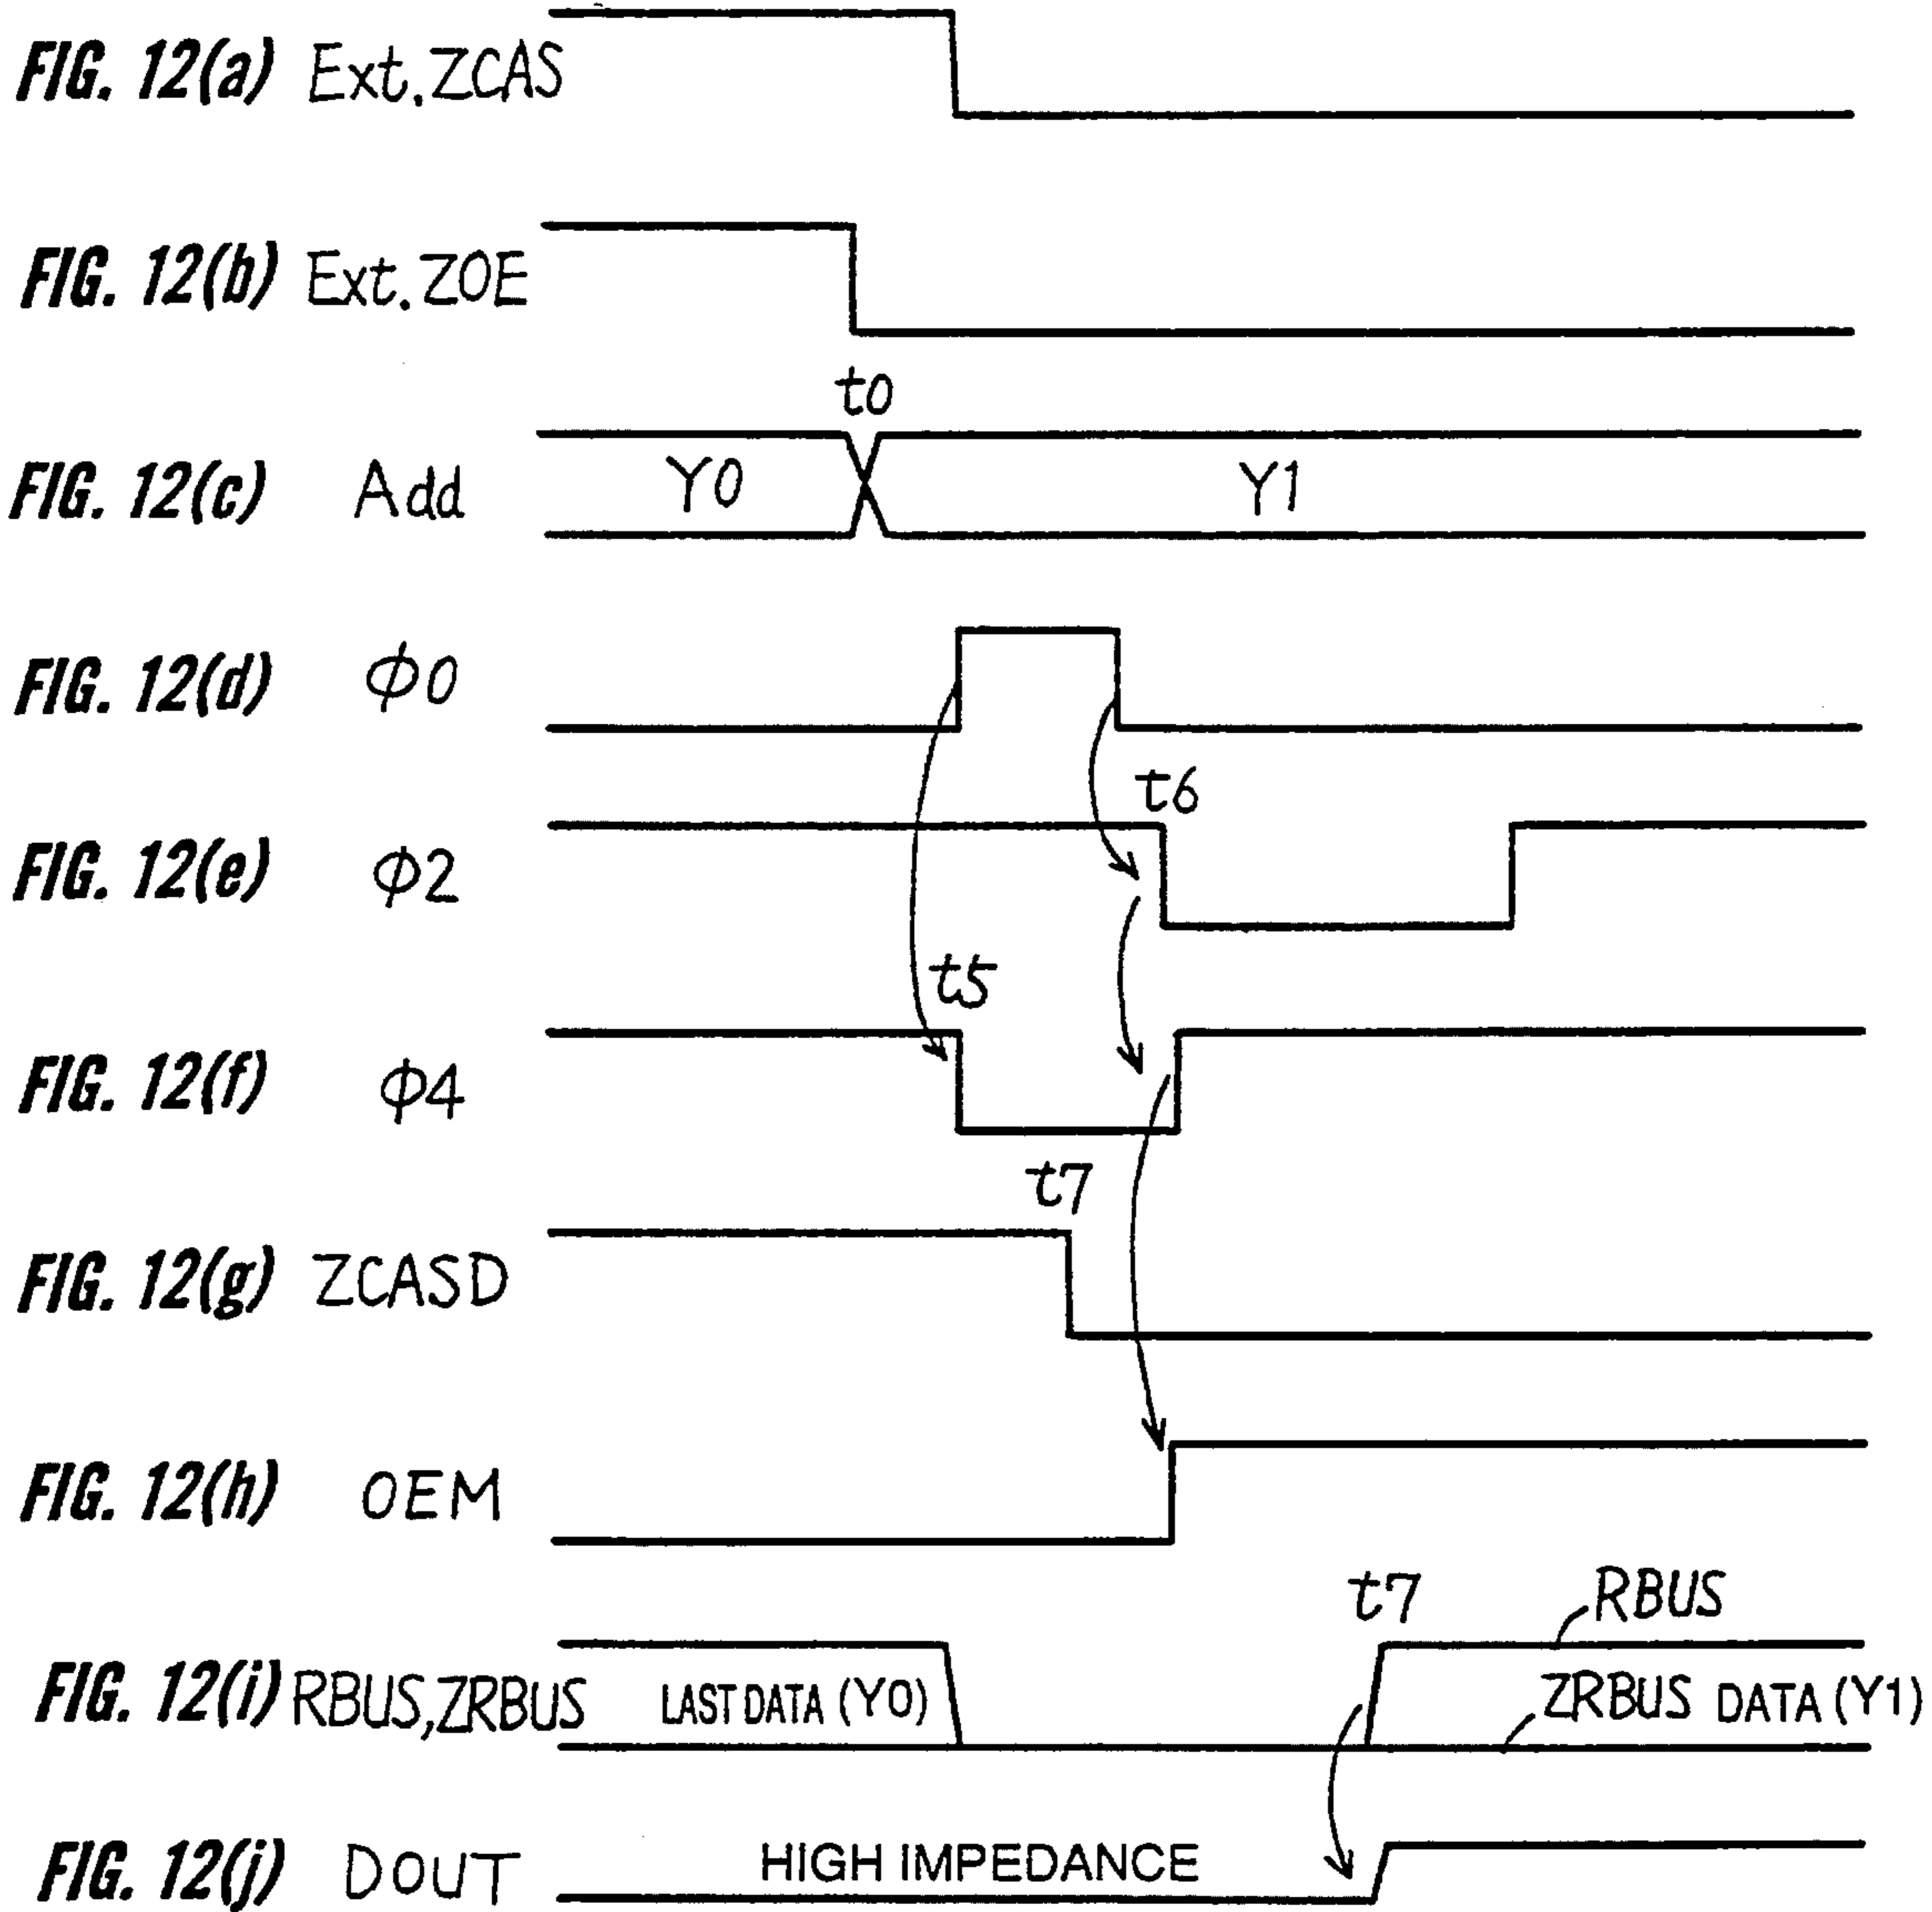 FIG. 12(a) Ext.ZCAS
FIG. 12(b) Ext.ZOE
t0
FIG. 12(c) Add Y0 Y1
FIG. 12(d) ϕ0
t6
FIG. 12(e) ϕ2
t5
FIG. 12(f) ϕ4
t7
FIG. 12(g) ZCASD
FIG. 12(h) OEM
t7 RBUS
FIG. 12(i) RBUS,ZRBUS LAST DATA (Y0) ZRBUS DATA (Y1)
FIG. 12(j) DOUT HIGH IMPEDANCE